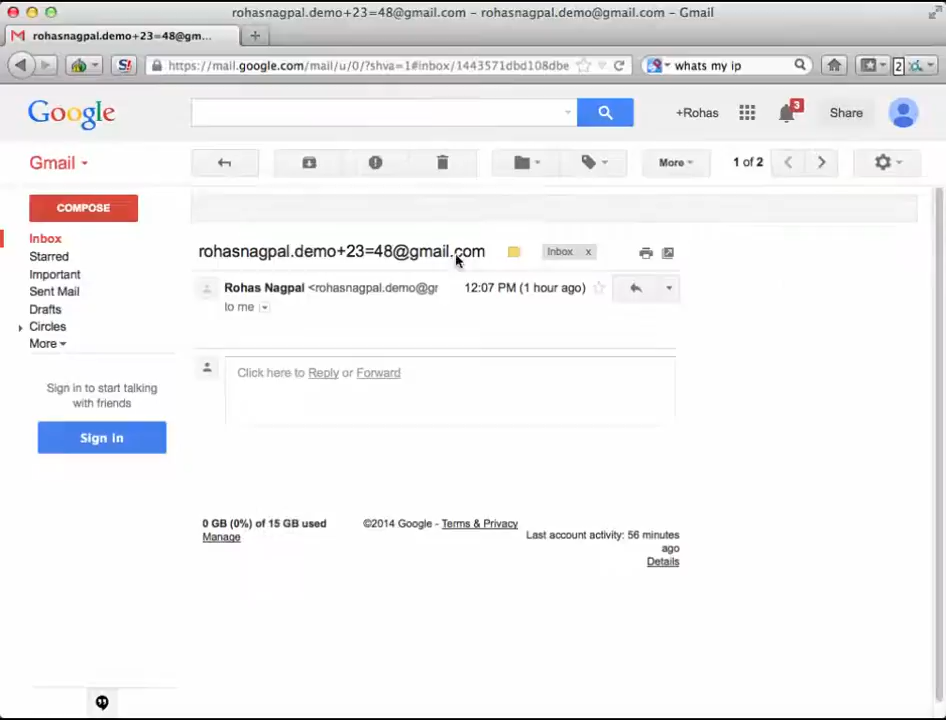 rohasnagpal.demo+23=48@gmail.com - rohasnagpal.demo@gmail.com - Gmail
rohasnagpal.demo+23=48@gm...
https://mail.google.com/mail/u/0/?shva=1#inbox/1443571dbd108dbe
whats my ip
2
Google
+Rohas
3
Share
Gmail
More
1 of 2
COMPOSE
Inbox
Starred
Important
Sent Mail
Drafts
Circles
More
Sign in to start talking
with friends
Sign in
rohasnagpal.demo+23=48@gmail.com
Inbox x
Rohas Nagpal <rohasnagpal.demo@gr
12:07 PM (1 hour ago)
to me
Click here to Reply or Forward
0 GB (0%) of 15 GB used
Manage
©2014 Google - Terms & Privacy
Last account activity: 56 minutes
ago
Details